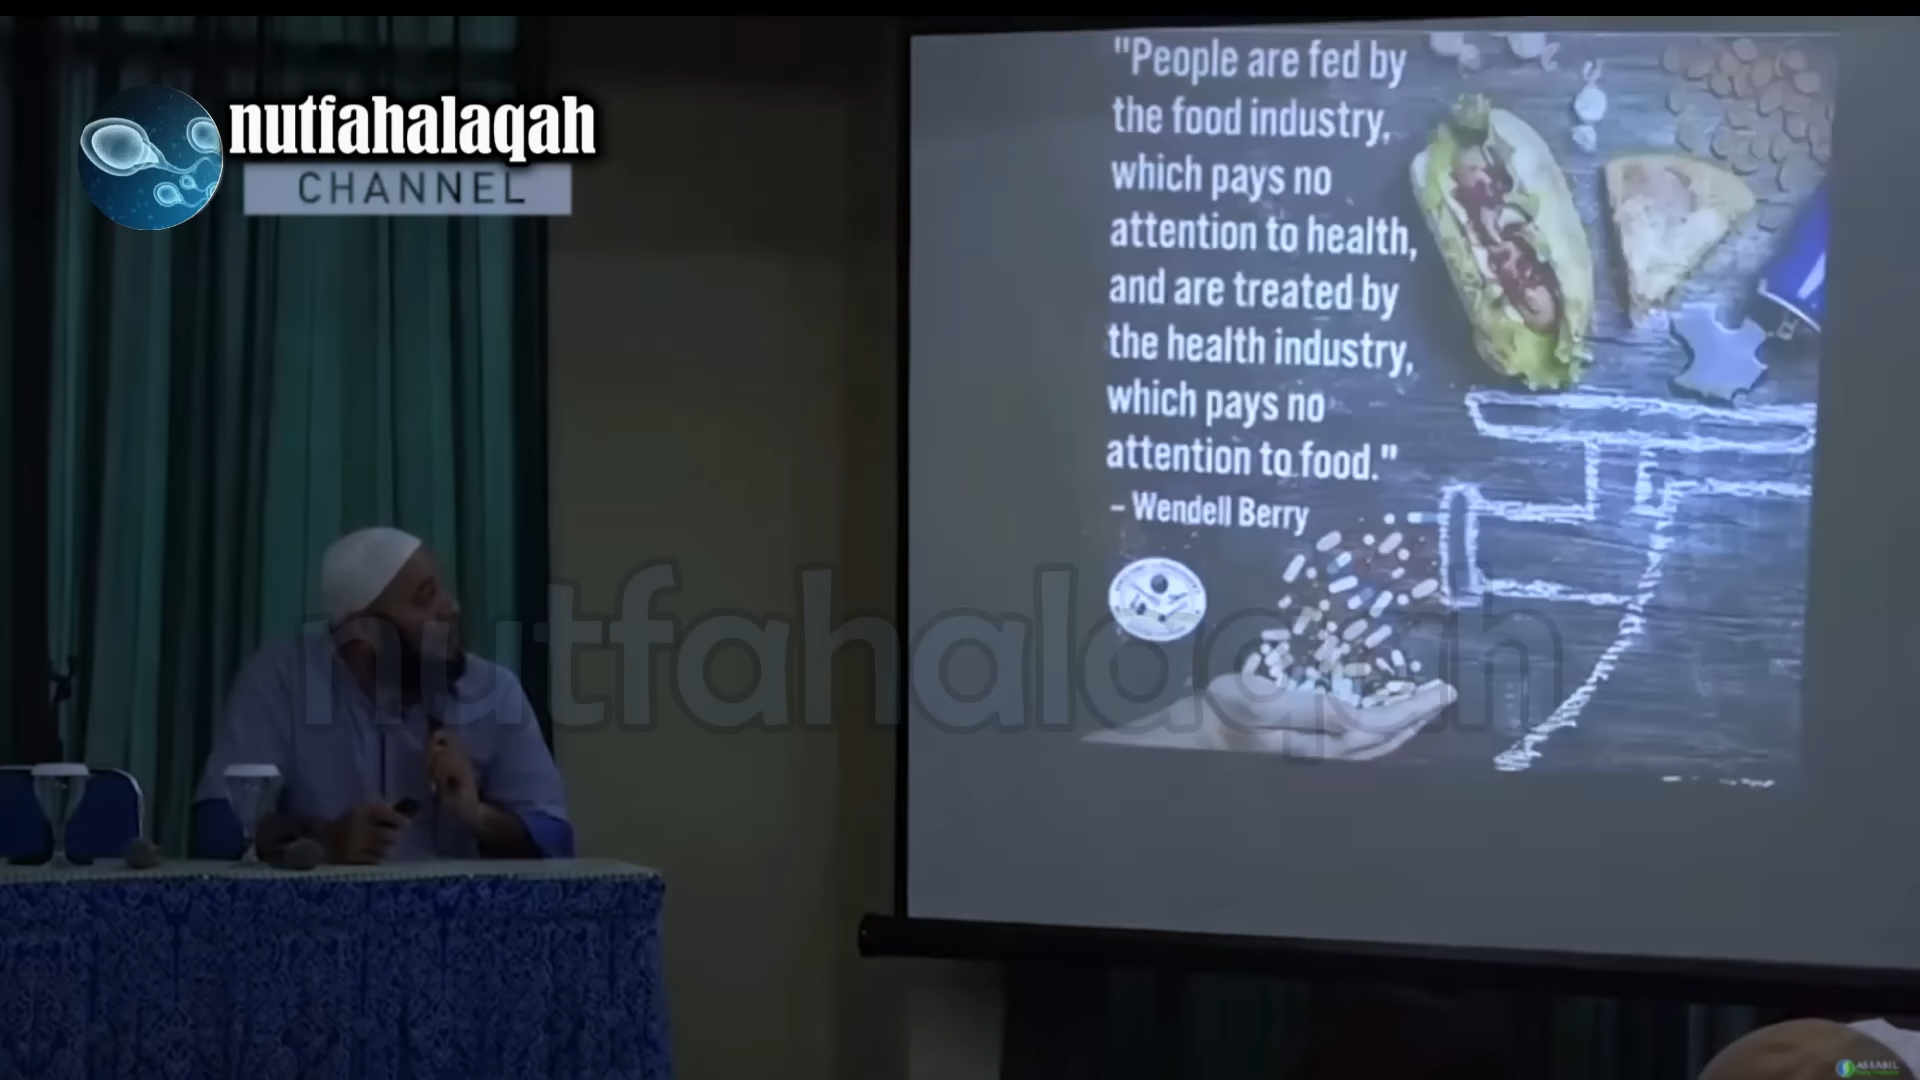 nutfahalaqah
CHANNEL
"People are fed by
the food industry,
which pays no
attention to health,
and are treated by
the health industry,
which pays no
attention to food."
– Wendell Berry
nutfahalaqah
ASSABIL